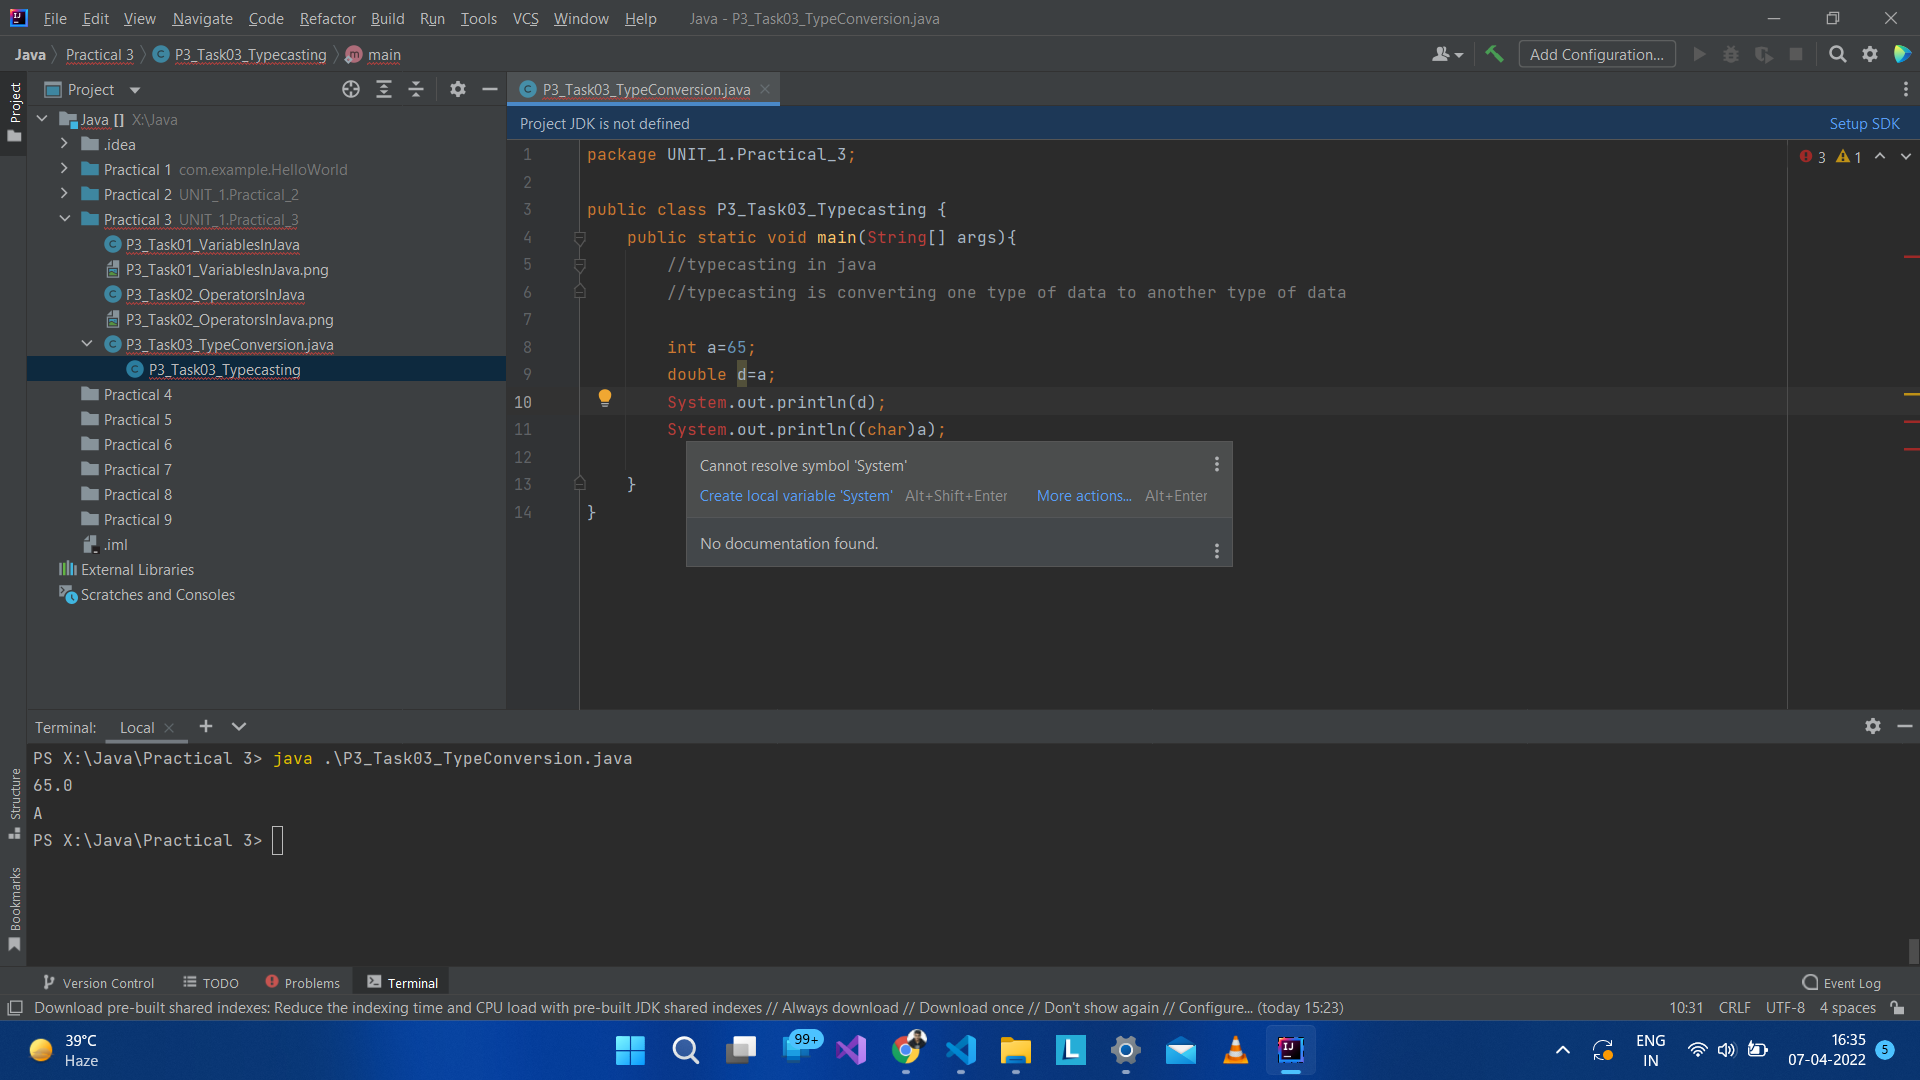 File Edit View Navigate Code Refactor Build Run Tools VCS Window Help Java - P3_Task03_TypeConversion.java
Java Practical 3 P3_Task03_Typecasting main
Add Configuration...
Project
Project
P3_Task03_TypeConversion.java
Project JDK is not defined
Setup SDK
Java [] X:\Java
.idea
Practical 1 com.example.HelloWorld
Practical 2 UNIT_1.Practical_2
Practical 3 UNIT_1.Practical_3
P3_Task01_VariablesInJava
P3_Task01_VariablesInJava.png
P3_Task02_OperatorsInJava
P3_Task02_OperatorsInJava.png
P3_Task03_TypeConversion.java
P3_Task03_Typecasting
Practical 4
Practical 5
Practical 6
Practical 7
Practical 8
Practical 9
.iml
External Libraries
Scratches and Consoles
3 1
1 package UNIT_1.Practical_3;
2
3 public class P3_Task03_Typecasting {
4 public static void main(String[] args){
5 //typecasting in java
6 //typecasting is converting one type of data to another type of data
7
8 int a=65;
9 double d=a;
10 System.out.println(d);
11 System.out.println((char)a);
12
13 }
14 }
Cannot resolve symbol 'System'
Create local variable 'System' Alt+Shift+Enter More actions... Alt+Enter
No documentation found.
Terminal: Local
PS X:\Java\Practical 3> java .\P3_Task03_TypeConversion.java
65.0
A
PS X:\Java\Practical 3>
Structure
Bookmarks
Version Control TODO Problems Terminal Event Log
Download pre-built shared indexes: Reduce the indexing time and CPU load with pre-built JDK shared indexes // Always download // Download once // Don't show again // Configure... (today 15:23) 10:31 CRLF UTF-8 4 spaces
39°C
Haze
99+
L
IJ
ENG
IN
16:35
07-04-2022
5